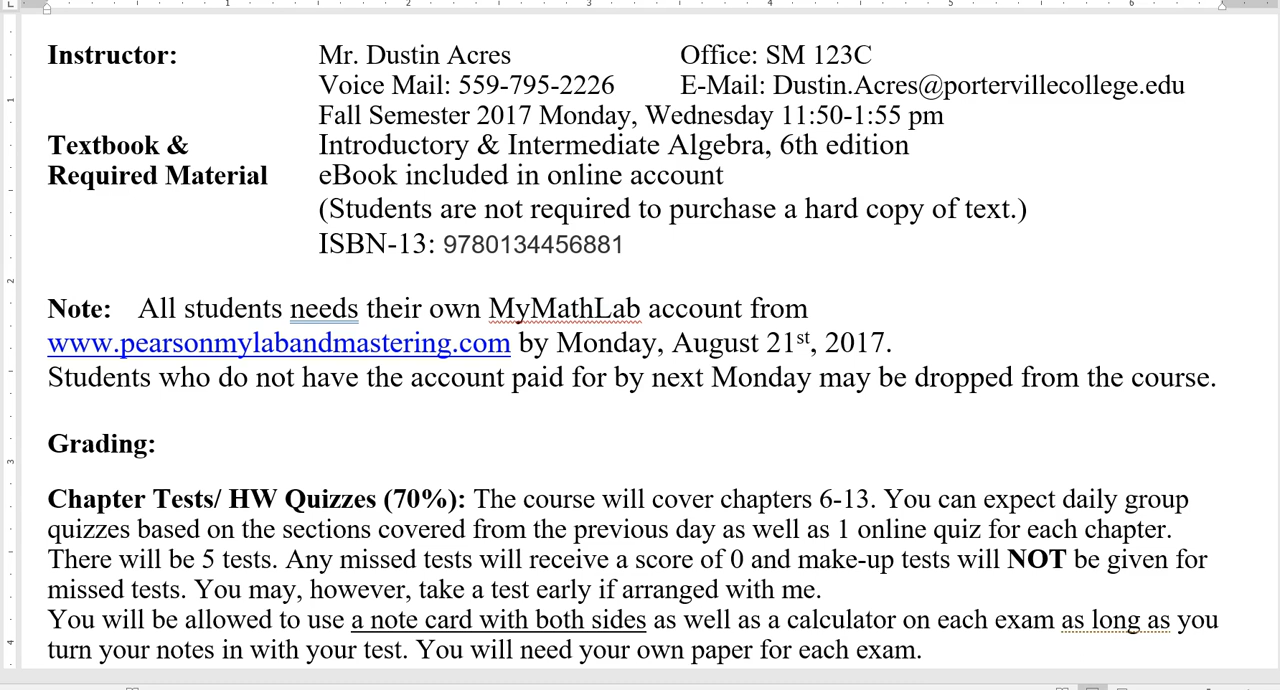 Instructor: Mr. Dustin Acres Office: SM 123C
Voice Mail: 559-795-2226 E-Mail: Dustin.Acres@portervillecollege.edu
Fall Semester 2017 Monday, Wednesday 11:50-1:55 pm
Textbook & Introductory & Intermediate Algebra, 6th edition
Required Material eBook included in online account
(Students are not required to purchase a hard copy of text.)
ISBN-13: 9780134456881
Note: All students needs their own MyMathLab account from
www.pearsonmylabandmastering.com by Monday, August 21st, 2017.
Students who do not have the account paid for by next Monday may be dropped from the course.
Grading:
Chapter Tests/ HW Quizzes (70%): The course will cover chapters 6-13. You can expect daily group
quizzes based on the sections covered from the previous day as well as 1 online quiz for each chapter.
There will be 5 tests. Any missed tests will receive a score of 0 and make-up tests will NOT be given for
missed tests. You may, however, take a test early if arranged with me.
You will be allowed to use a note card with both sides as well as a calculator on each exam as long as you
turn your notes in with your test. You will need your own paper for each exam.